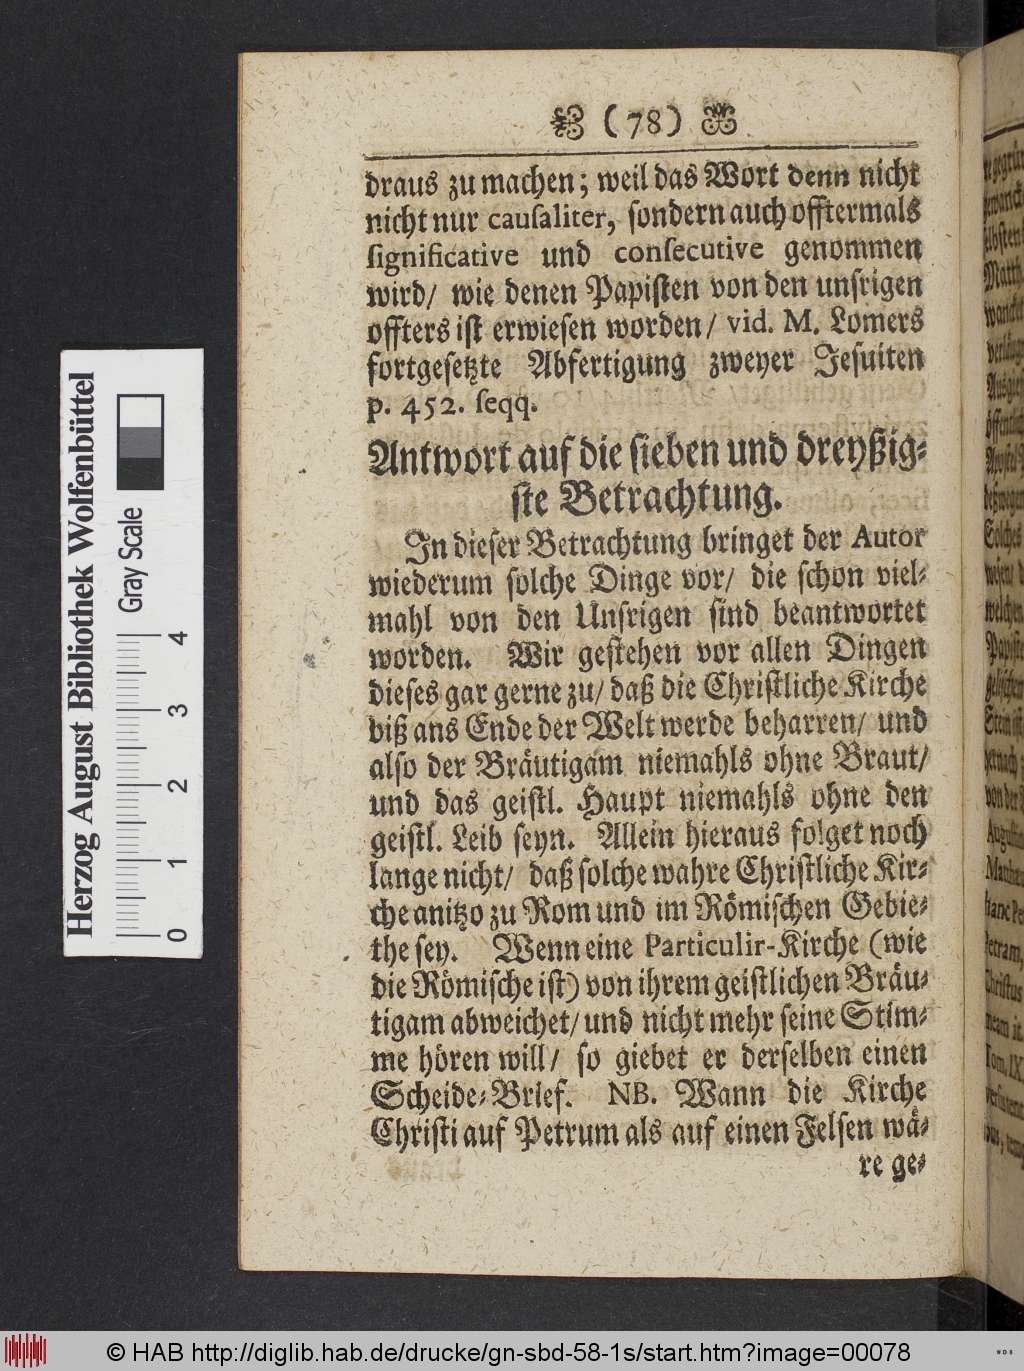 (78)
draus zu machen; weil das Wort denn nicht
nicht nur cauſaliter, ſondern auch offtermals
ſignificative und conſecutive genommen
wird/ wie denen Papiſten von den unſrigen
offters iſt erwieſen worden/ vid. M. Lomers
fortgeſetzte Abfertigung zweyer Jeſuiten
p. 452. ſeqq.
Antwort auf die ſieben und dreyßig-
ſte Betrachtung.
In dieſer Betrachtung bringet der Autor
wiederum ſolche Dinge vor/ die ſchon viel-
mahl von den Unſrigen ſind beantwortet
worden. Wir geſtehen vor allen Dingen
dieſes gar gerne zu/ daß die Chriſtliche Kirche
biß ans Ende der Welt werde beharren/ und
alſo der Bräutigam niemahls ohne Braut/
und das geiſtl. Haupt niemahls ohne den
geiſtl. Leib ſeyn. Allein hieraus folget noch
lange nicht/ daß ſolche wahre Chriſtliche Kir-
che anitzo zu Rom und im Römiſchen Gebie-
the ſey. Wenn eine Particulir-Kirche (wie
die Römiſche iſt) von ihrem geiſtlichen Bräu-
tigam abweichet/ und nicht mehr ſeine Stim-
me hören will/ ſo giebet er derſelben einen
Scheide-Brief. NB. Wann die Kirche
Chriſti auf Petrum als auf einen Felſen wä-
re ge-
Herzog August Bibliothek Wolfenbüttel
Gray Scale
0 1 2 3 4
© HAB http://diglib.hab.de/drucke/gn-sbd-58-1s/start.htm?image=00078